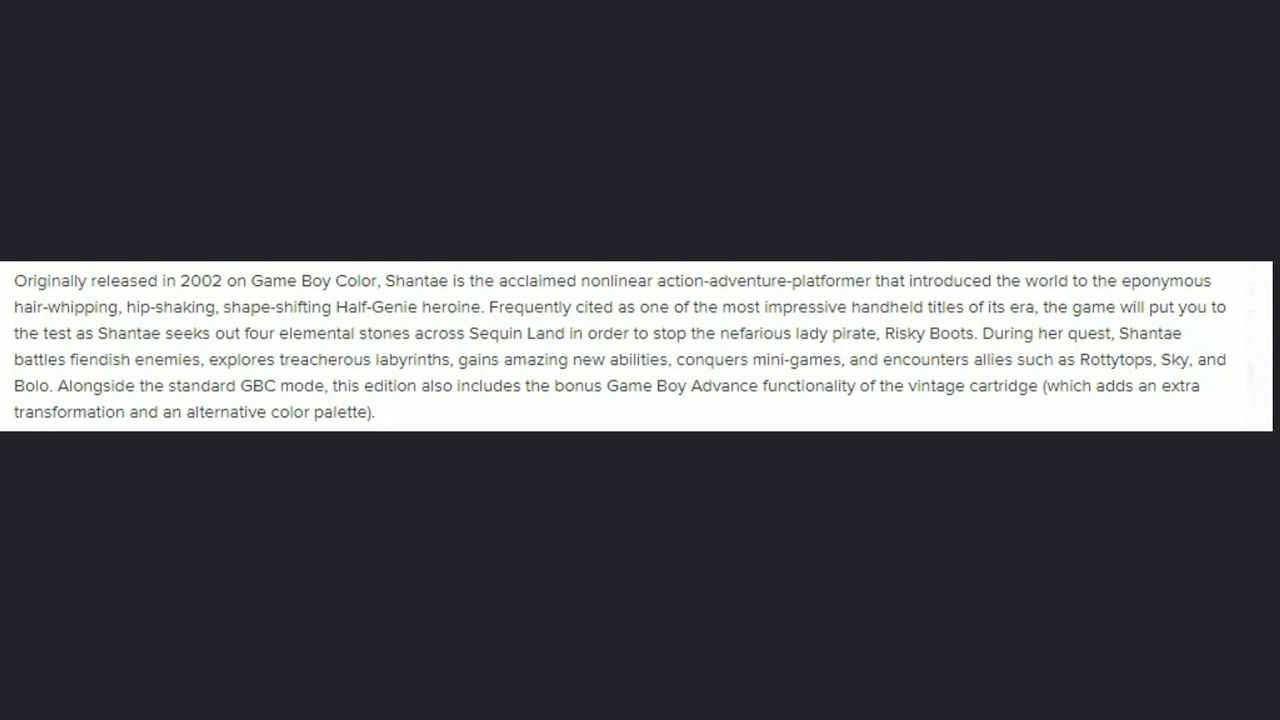 Originally released in 2002 on Game Boy Color, Shantae is the acclaimed nonlinear action-adventure-platformer that introduced the world to the eponymous
hair-whipping, hip-shaking, shape-shifting Half-Genie heroine. Frequently cited as one of the most impressive handheld titles of its era, the game will put you to
the test as Shantae seeks out four elemental stones across Sequin Land in order to stop the nefarious lady pirate, Risky Boots. During her quest, Shantae
battles fiendish enemies, explores treacherous labyrinths, gains amazing new abilities, conquers mini-games, and encounters allies such as Rottytops, Sky, and
Bolo. Alongside the standard GBC mode, this edition also includes the bonus Game Boy Advance functionality of the vintage cartridge (which adds an extra
transformation and an alternative color palette).